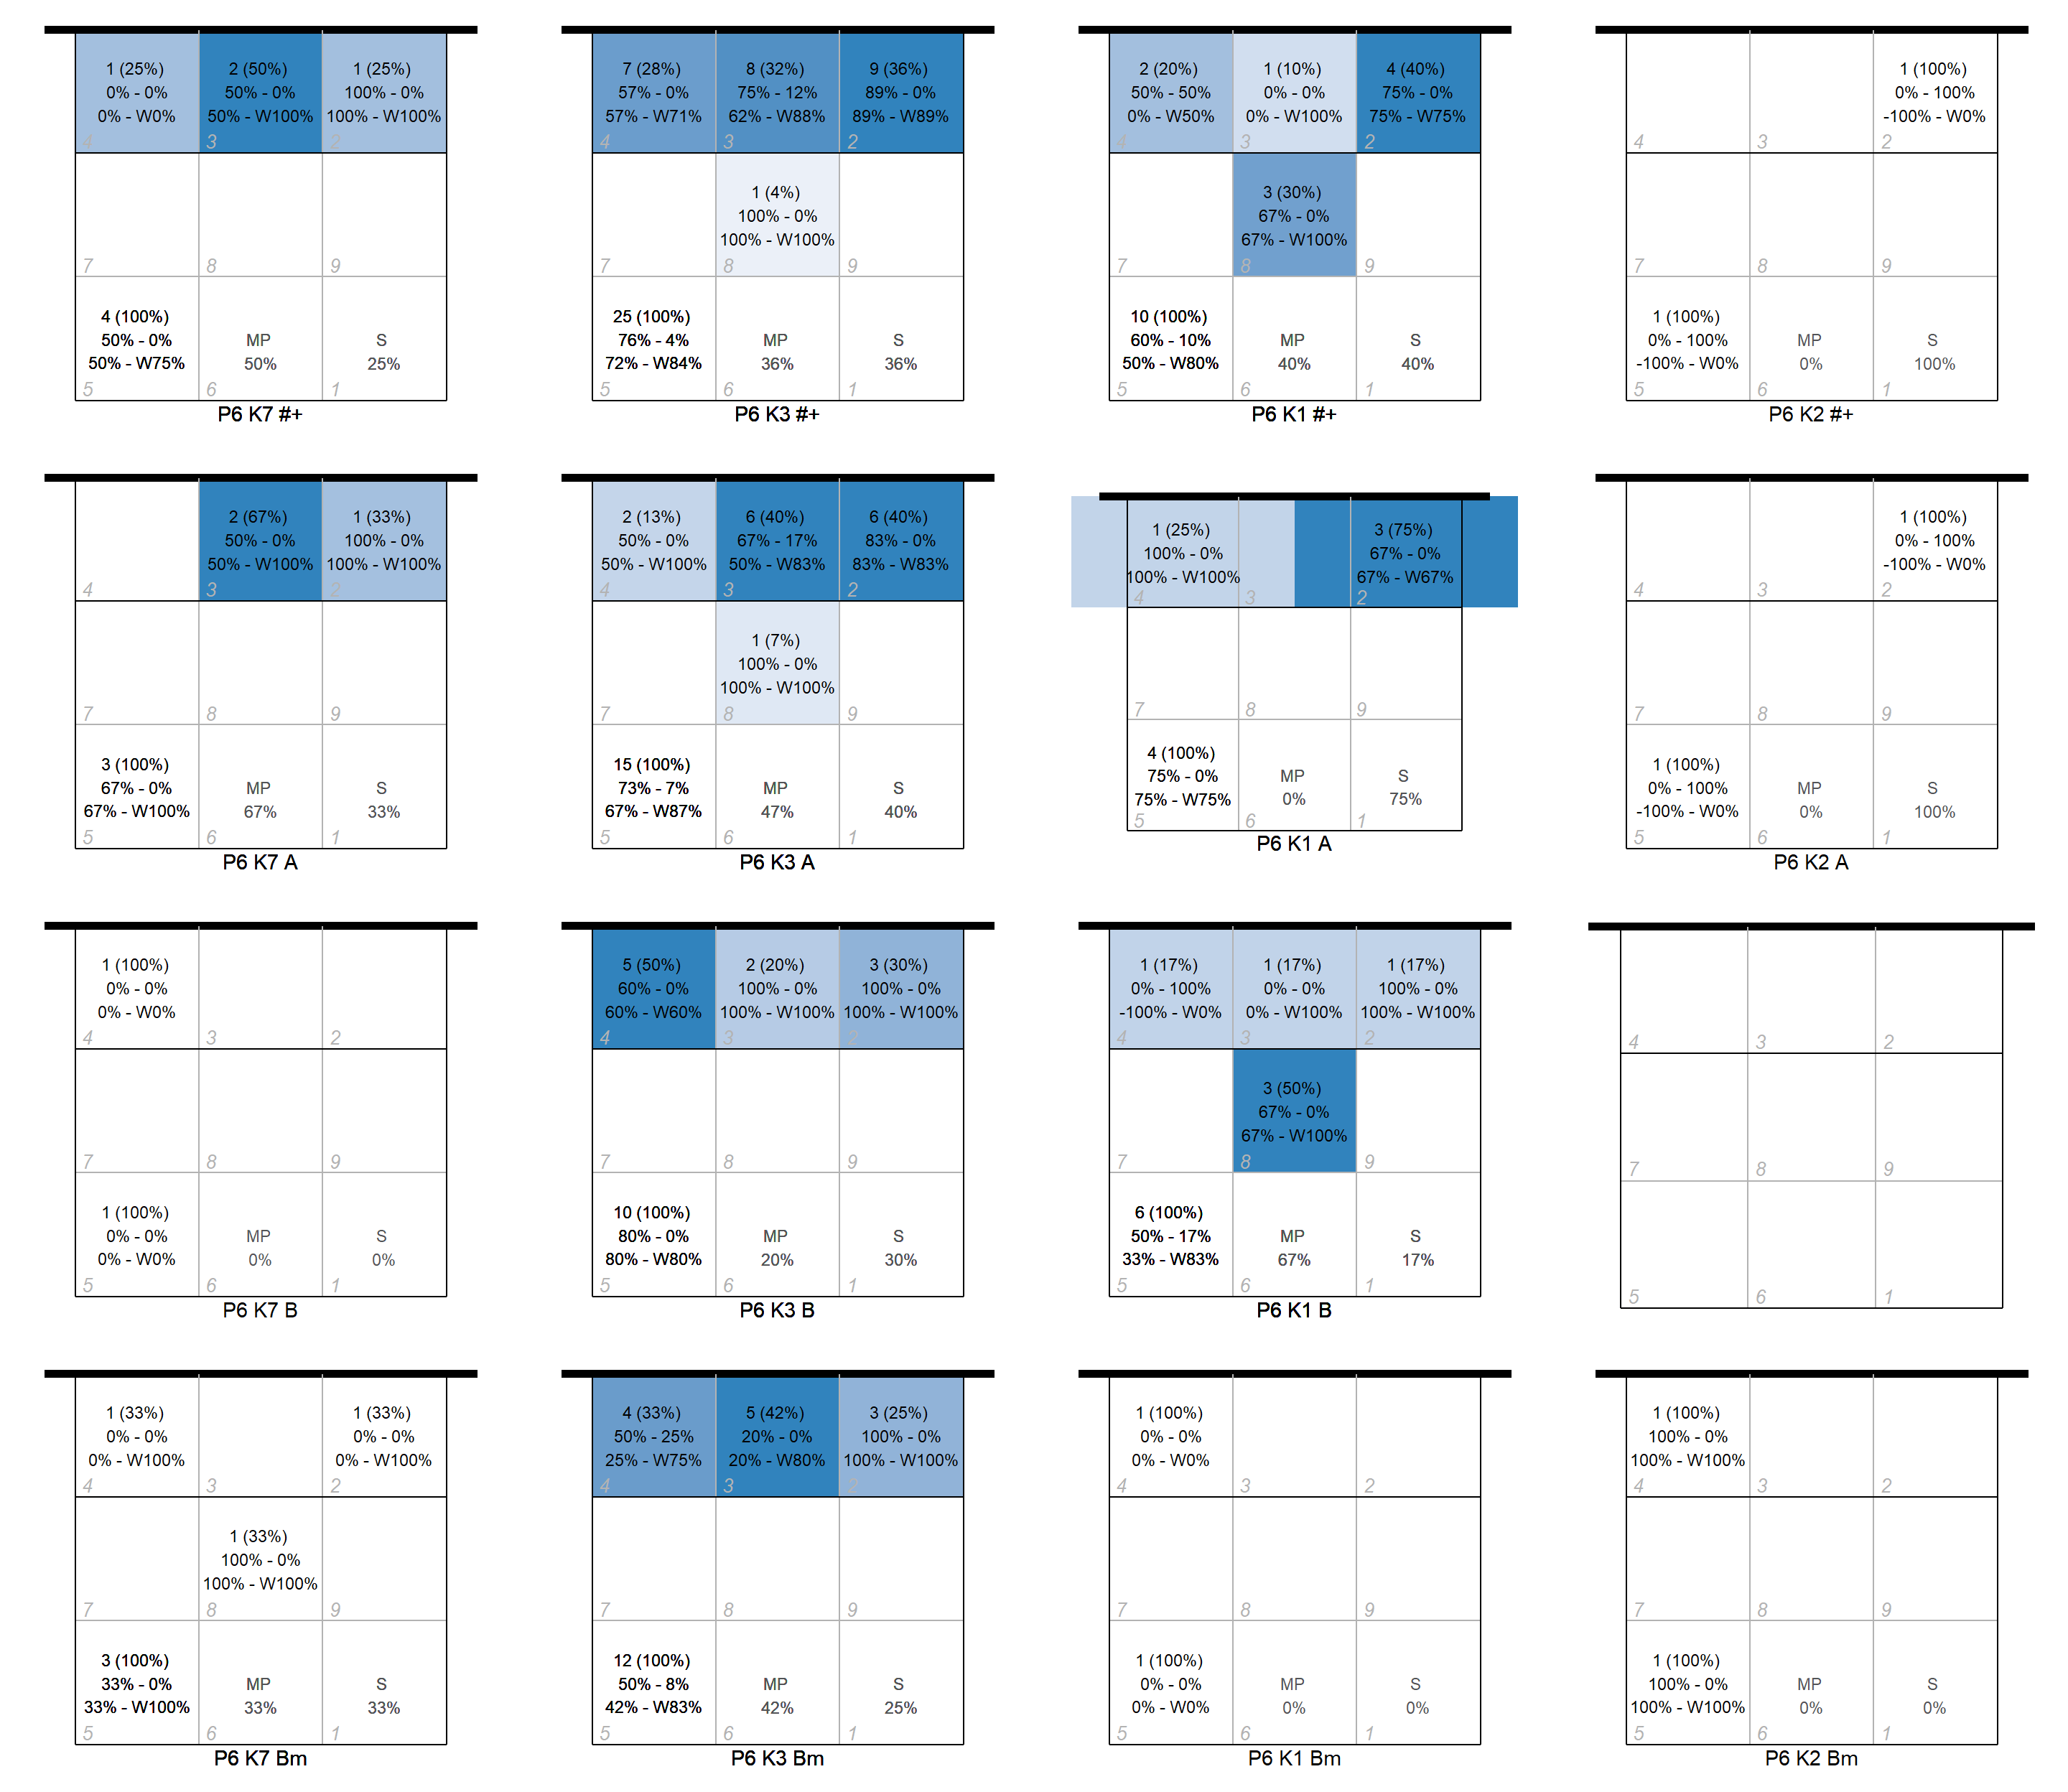 1 (25%)
0% - 0%
0% - W0%
4
2 (50%)
50% - 0%
50% - W100%
3
1 (25%)
100% - 0%
100% - W100%
2
7
8
9
4 (100%)
50% - 0%
50% - W75%
5
MP
50%
6
S
25%
1
P6 K7 #+
7 (28%)
57% - 0%
57% - W71%
4
8 (32%)
75% - 12%
62% - W88%
3
9 (36%)
89% - 0%
89% - W89%
2
7
1 (4%)
100% - 0%
100% - W100%
8
9
25 (100%)
76% - 4%
72% - W84%
5
MP
36%
6
S
36%
1
P6 K3 #+
2 (20%)
50% - 50%
0% - W50%
4
1 (10%)
0% - 0%
0% - W100%
3
4 (40%)
75% - 0%
75% - W75%
2
7
3 (30%)
67% - 0%
67% - W100%
8
9
10 (100%)
60% - 10%
50% - W80%
5
MP
40%
6
S
40%
1
P6 K1 #+
4
3
1 (100%)
0% - 100%
-100% - W0%
2
7
8
9
1 (100%)
0% - 100%
-100% - W0%
5
MP
0%
6
S
100%
1
P6 K2 #+
4
2 (67%)
50% - 0%
50% - W100%
3
1 (33%)
100% - 0%
100% - W100%
2
7
8
9
3 (100%)
67% - 0%
67% - W100%
5
MP
67%
6
S
33%
1
P6 K7 A
2 (13%)
50% - 0%
50% - W100%
4
6 (40%)
67% - 17%
50% - W83%
3
6 (40%)
83% - 0%
83% - W83%
2
7
1 (7%)
100% - 0%
100% - W100%
8
9
15 (100%)
73% - 7%
67% - W87%
5
MP
47%
6
S
40%
1
P6 K3 A
1 (25%)
100% - 0%
100% - W100%
4
3
3 (75%)
67% - 0%
67% - W67%
2
7
8
9
4 (100%)
75% - 0%
75% - W75%
5
MP
0%
6
S
75%
1
P6 K1 A
4
3
1 (100%)
0% - 100%
-100% - W0%
2
7
8
9
1 (100%)
0% - 100%
-100% - W0%
5
MP
0%
6
S
100%
1
P6 K2 A
1 (100%)
0% - 0%
0% - W0%
4
3
2
7
8
9
1 (100%)
0% - 0%
0% - W0%
5
MP
0%
6
S
0%
1
P6 K7 B
5 (50%)
60% - 0%
60% - W60%
4
2 (20%)
100% - 0%
100% - W100%
3
3 (30%)
100% - 0%
100% - W100%
2
7
8
9
10 (100%)
80% - 0%
80% - W80%
5
MP
20%
6
S
30%
1
P6 K3 B
1 (17%)
0% - 100%
-100% - W0%
4
1 (17%)
0% - 0%
0% - W100%
3
1 (17%)
100% - 0%
100% - W100%
2
7
3 (50%)
67% - 0%
67% - W100%
8
9
6 (100%)
50% - 17%
33% - W83%
5
MP
67%
6
S
17%
1
P6 K1 B
4
3
2
7
8
9
5
6
1
1 (33%)
0% - 0%
0% - W100%
4
3
1 (33%)
0% - 0%
0% - W100%
2
7
1 (33%)
100% - 0%
100% - W100%
8
9
3 (100%)
33% - 0%
33% - W100%
5
MP
33%
6
S
33%
1
P6 K7 Bm
4 (33%)
50% - 25%
25% - W75%
4
5 (42%)
20% - 0%
20% - W80%
3
3 (25%)
100% - 0%
100% - W100%
2
7
8
9
12 (100%)
50% - 8%
42% - W83%
5
MP
42%
6
S
25%
1
P6 K3 Bm
1 (100%)
0% - 0%
0% - W0%
4
3
2
7
8
9
1 (100%)
0% - 0%
0% - W0%
5
MP
0%
6
S
0%
1
P6 K1 Bm
1 (100%)
100% - 0%
100% - W100%
4
3
2
7
8
9
1 (100%)
100% - 0%
100% - W100%
5
MP
0%
6
S
0%
1
P6 K2 Bm